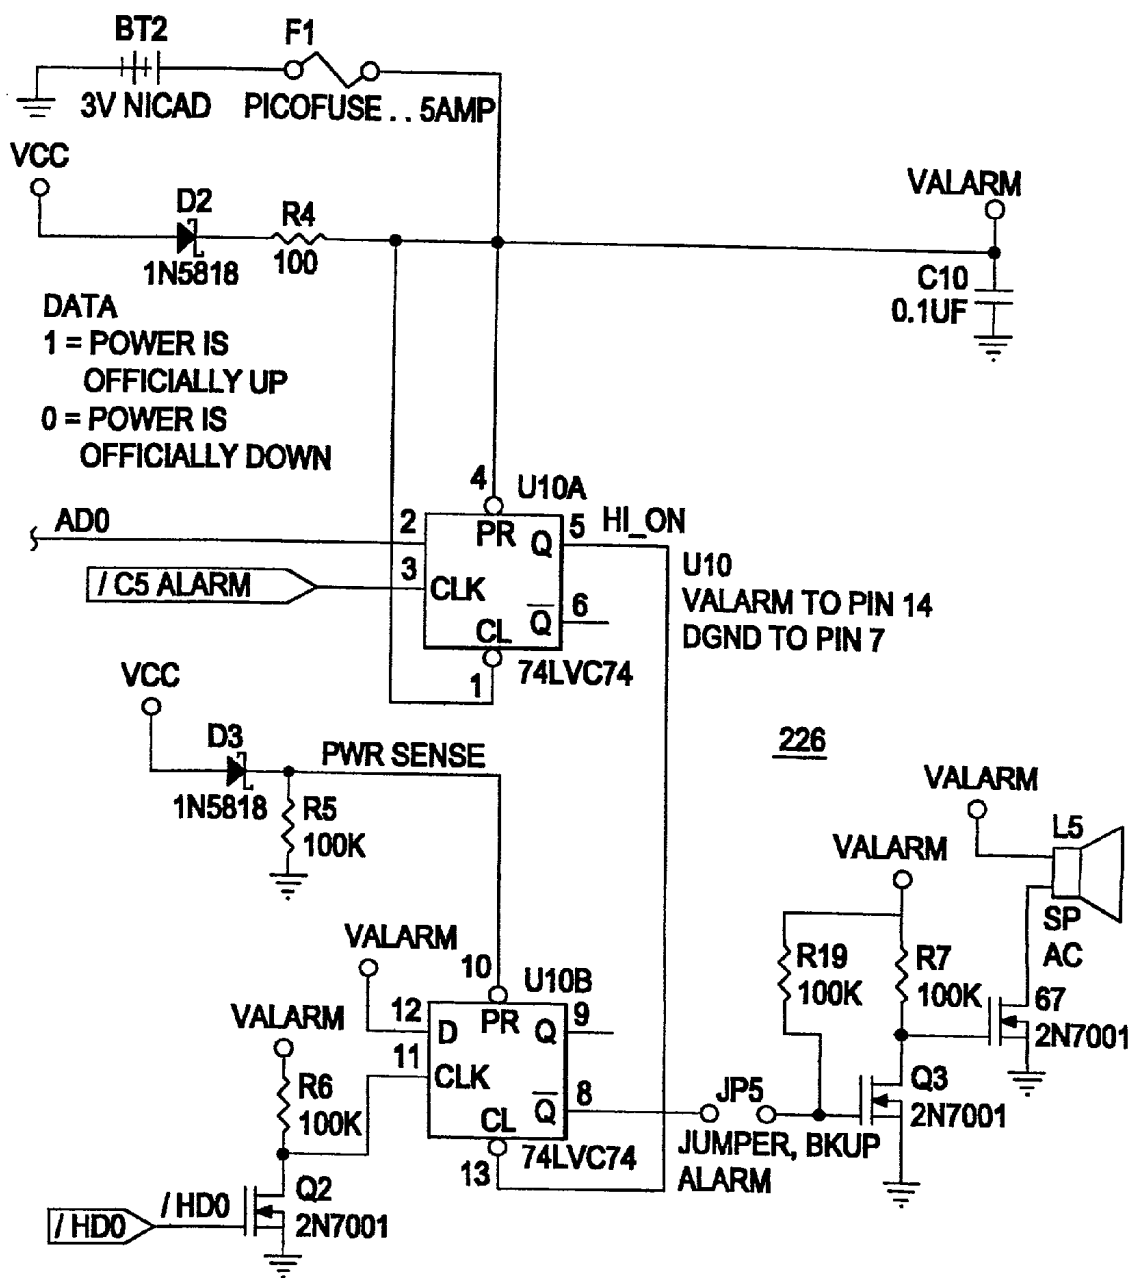 BT2
F1
3V NICAD
PICOFUSE . . 5AMP
VCC
VALARM
D2
R4
1N5818
100
C10
0.1UF
DATA
1 = POWER IS
OFFICIALLY UP
0 = POWER IS
OFFICIALLY DOWN
4
U10A
AD0
2
PR
Q
5
HI_ON
/ C5 ALARM
3
CLK
Q
6
U10
VALARM TO PIN 14
DGND TO PIN 7
CL
1
74LVC74
VCC
D3
PWR SENSE
1N5818
R5
100K
226
VALARM
L5
VALARM
SP
AC
VALARM
10
U10B
R19
100K
R7
100K
67
2N7001
12
D
PR
Q
9
VALARM
11
CLK
Q
8
R6
100K
JP5
Q3
2N7001
CL
13
74LVC74
JUMPER, BKUP
ALARM
Q2
2N7001
/ HD0
/ HD0